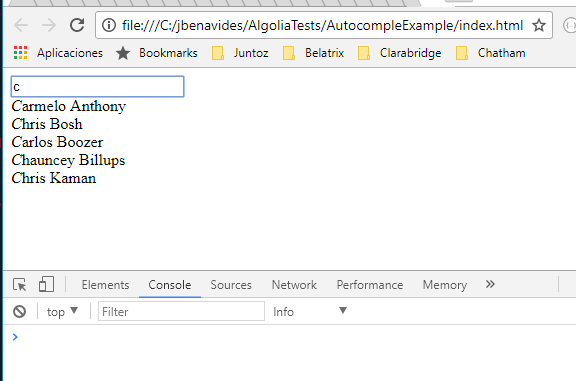 file:///C:/jbenavides/AlgoliaTests/AutocompleExample/index.html
Aplicaciones Bookmarks Juntoz Belatrix Clarabridge Chatham
c
Carmelo Anthony
Chris Bosh
Carlos Boozer
Chauncey Billups
Chris Kaman
Elements Console Sources Network Performance Memory »
top ▼ Filter Info ▼
>